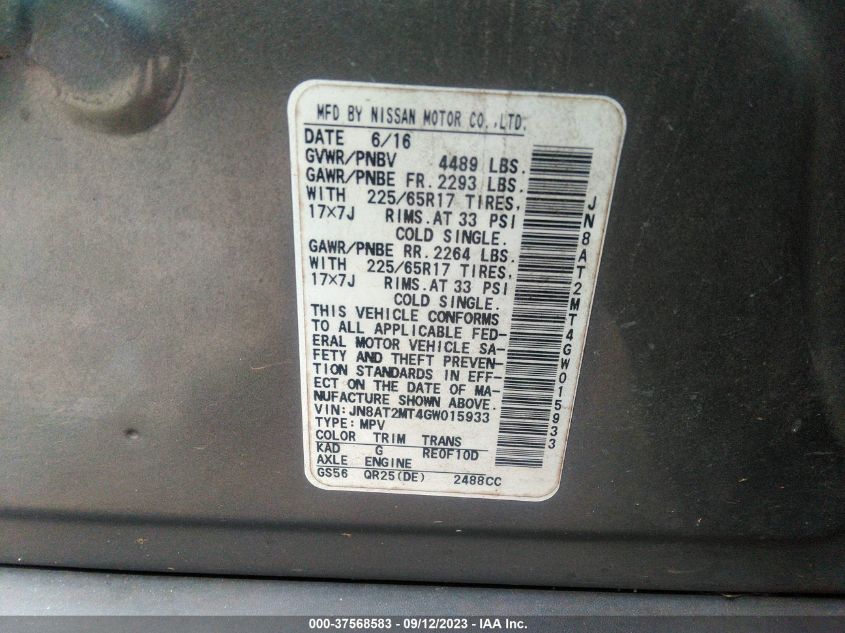 MFD BY NISSAN MOTOR CO.,LTD.
DATE 6/16
GVWR/PNBV 4489 LBS.
GAWR/PNBE FR. 2293 LBS.
WITH 225/65R17 TIRES.
17×7J RIMS. AT 33 PSI
COLD SINGLE.
GAWR/PNBE RR. 2264 LBS.
WITH 225/65R17 TIRES.
17×7J RIMS. AT 33 PSI
COLD SINGLE.
THIS VEHICLE CONFORMS
TO ALL APPLICABLE FED-
ERAL MOTOR VEHICLE SA-
FETY AND THEFT PREVEN-
TION STANDARDS IN EFF-
ECT ON THE DATE OF MA-
NUFACTURE SHOWN ABOVE.
VIN: JN8AT2MT4GW015933
TYPE: MPV
COLOR TRIM TRANS
KAD G RE0F10D
AXLE ENGINE
GS56 QR25(DE) 2488CC
JN8AT2MT4GW015933
000-37568583 - 09/12/2023 - IAA Inc.